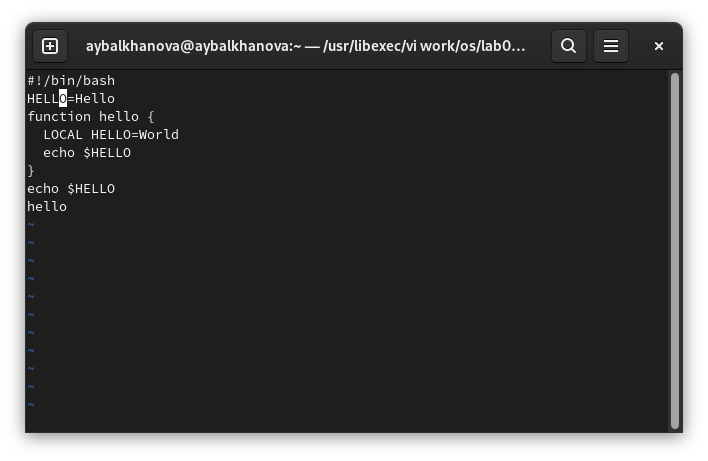 aybalkhanova@aybalkhanova:~ — /usr/libexec/vi work/os/lab0...
#!/bin/bash
HELLO=Hello
function hello {
  LOCAL HELLO=World
  echo $HELLO
}
echo $HELLO
hello
~
~
~
~
~
~
~
~
~
~
~